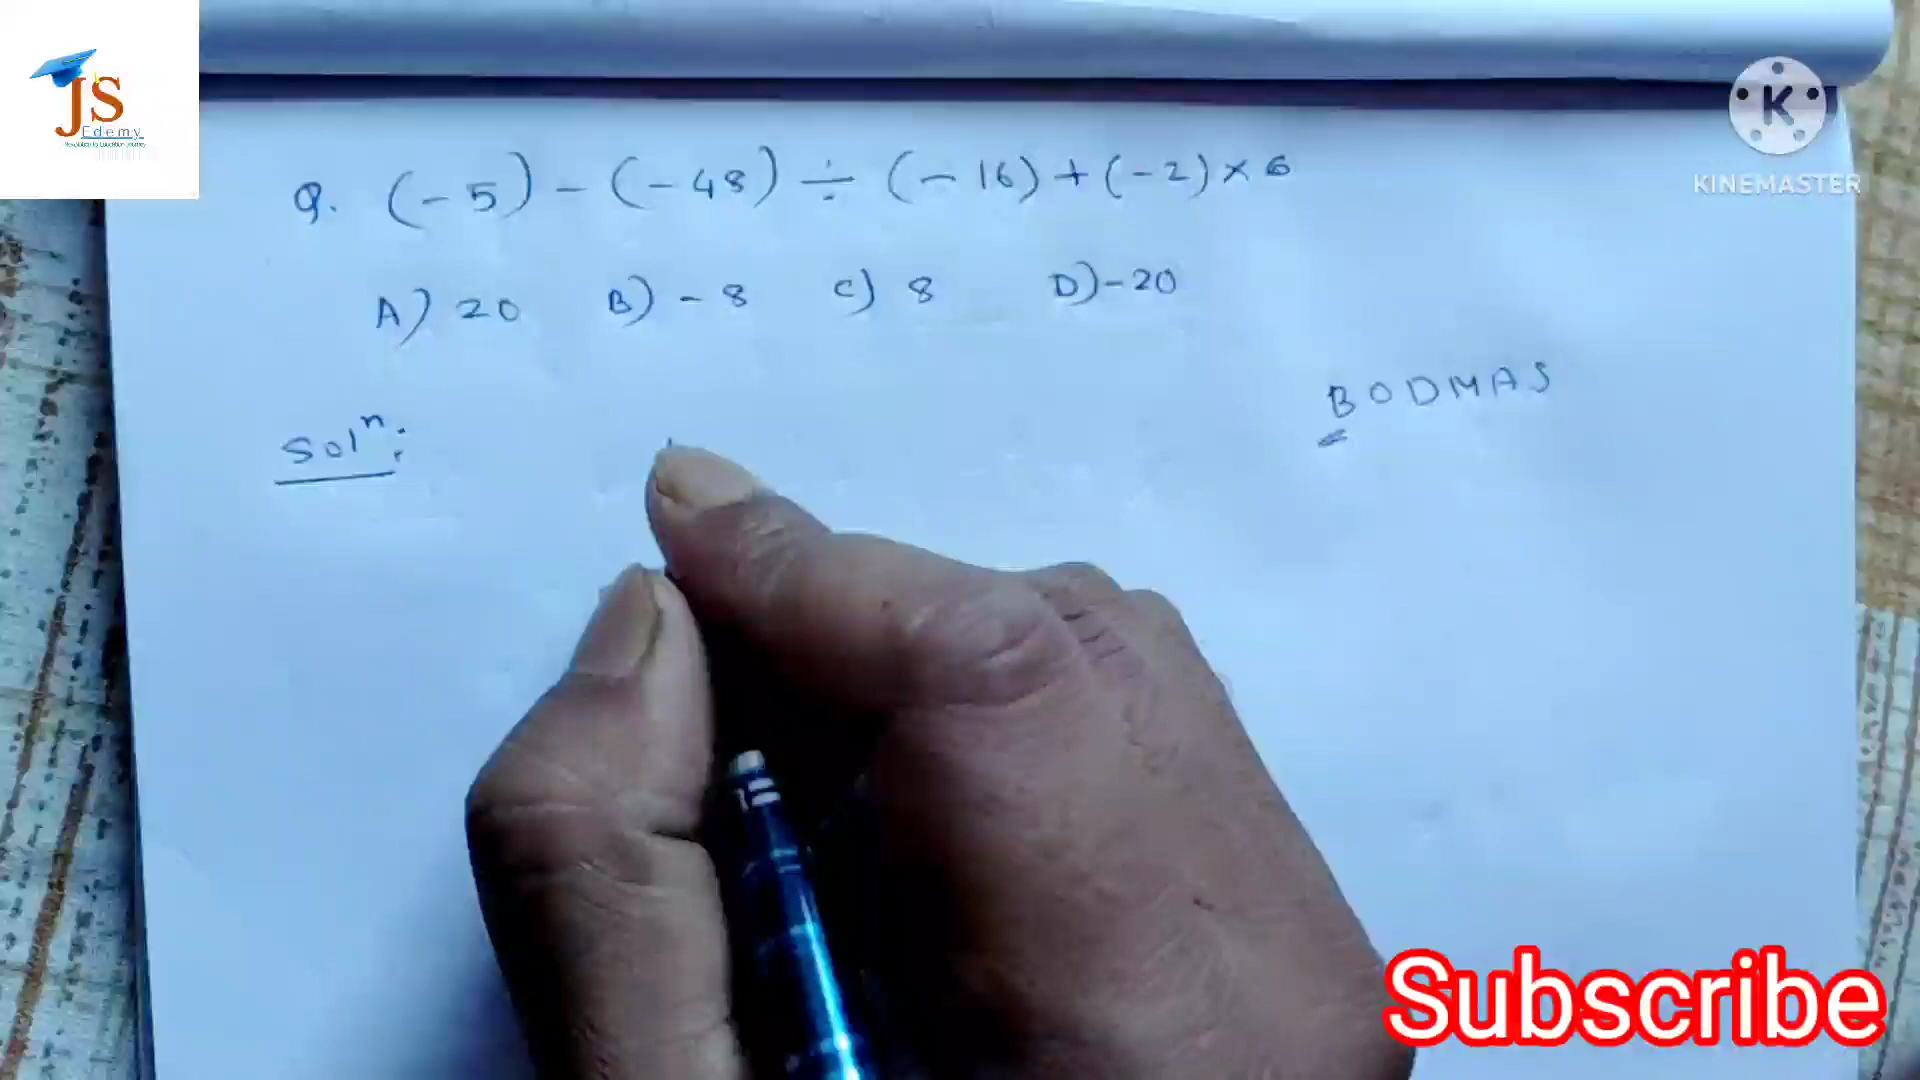 JS
Edemy
K
KINEMASTER
Q. (-5) - (-48) ÷ (-16) + (-2) × 6
A) 20 B) -8 C) 8 D) -20
BODMAS
Solⁿ:
Subscribe